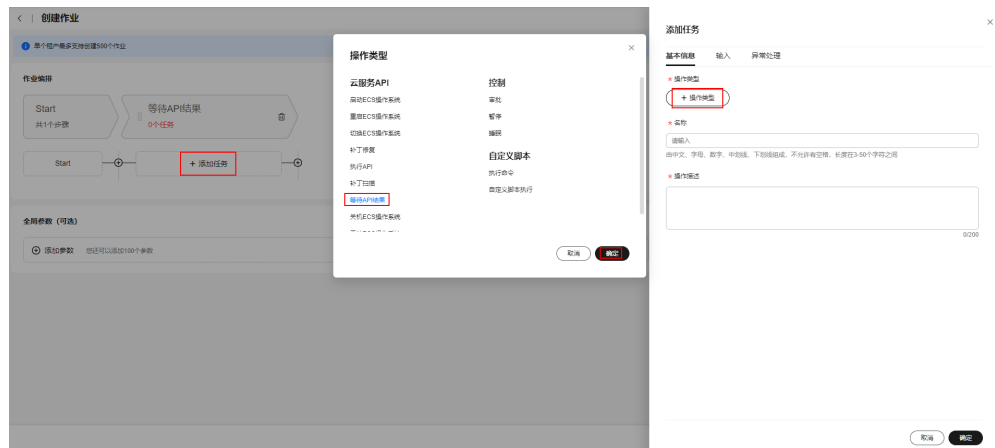 创建作业
单个租户最多支持创建500个作业
作业编排
Start
共1个步骤
等待API结果
0个任务
Start
+ 添加任务
全局参数（可选）
添加参数 您还可以添加100个参数
操作类型
云服务API
启动ECS操作系统
重启ECS操作系统
切换ECS操作系统
补丁修复
执行API
补丁扫描
等待API结果
关机ECS操作系统
控制
审批
暂停
睡眠
自定义脚本
执行命令
自定义脚本执行
取消
确定
添加任务
基本信息 输入 异常处理
* 操作类型
+ 操作类型
* 名称
请输入
由中文、字母、数字、中划线、下划线组成，不允许有空格，长度在3-50个字符之间
* 操作描述
0/200
取消
确定